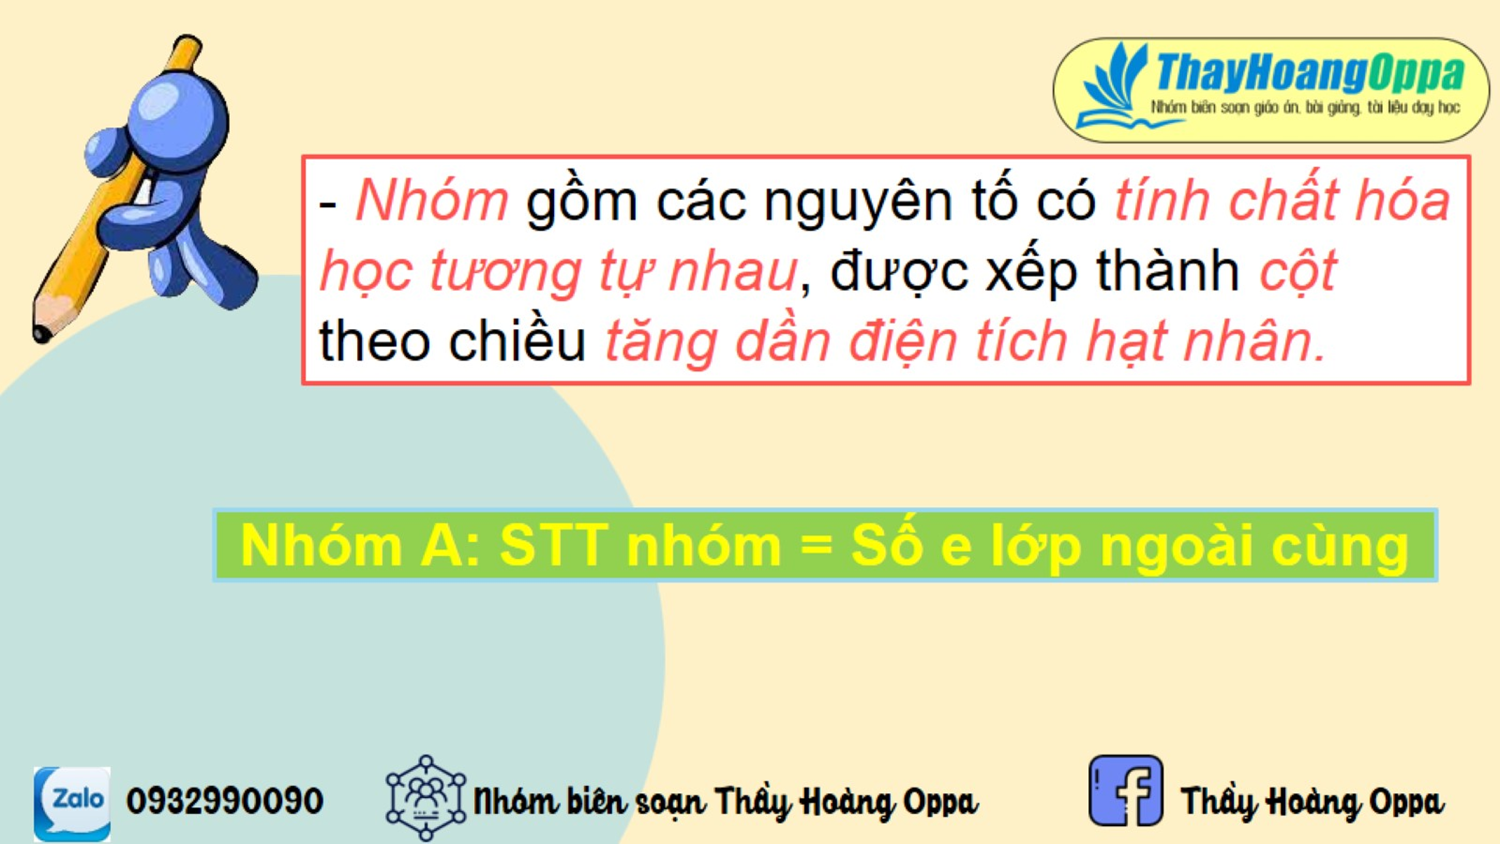 ThayHoangOppa
Nhóm biên soạn giáo án, bài giảng, tài liệu dạy học
- Nhóm gồm các nguyên tố có tính chất hóa
học tương tự nhau, được xếp thành cột
theo chiều tăng dần điện tích hạt nhân.
Nhóm A: STT nhóm = Số e lớp ngoài cùng
Zalo 0932990090 Nhóm biên soạn Thầy Hoàng Oppa f Thầy Hoàng Oppa